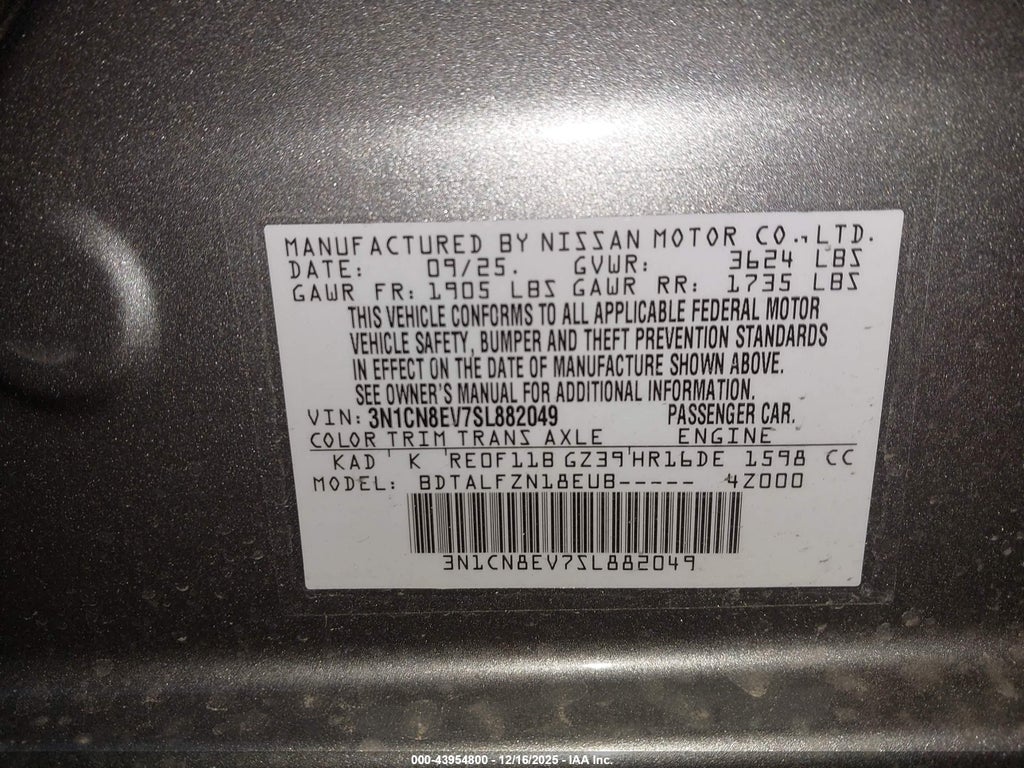 MANUFACTURED BY NISSAN MOTOR CO., LTD.
DATE: 09/25. GVWR: 3624 LBS
GAWR FR: 1905 LBS GAWR RR: 1735 LBS
THIS VEHICLE CONFORMS TO ALL APPLICABLE FEDERAL MOTOR
VEHICLE SAFETY, BUMPER AND THEFT PREVENTION STANDARDS
IN EFFECT ON THE DATE OF MANUFACTURE SHOWN ABOVE.
SEE OWNER'S MANUAL FOR ADDITIONAL INFORMATION.
VIN: 3N1CN8EV7SL882049 PASSENGER CAR.
COLOR TRIM TRANS AXLE ENGINE
KAD K RE0F11B GZ39 HR16DE 1598 CC
MODEL: BDTALFZN18EUB----- 4Z000
3N1CN8EV7SL882049
000-43954800 - 12/16/2025 - IAA Inc.